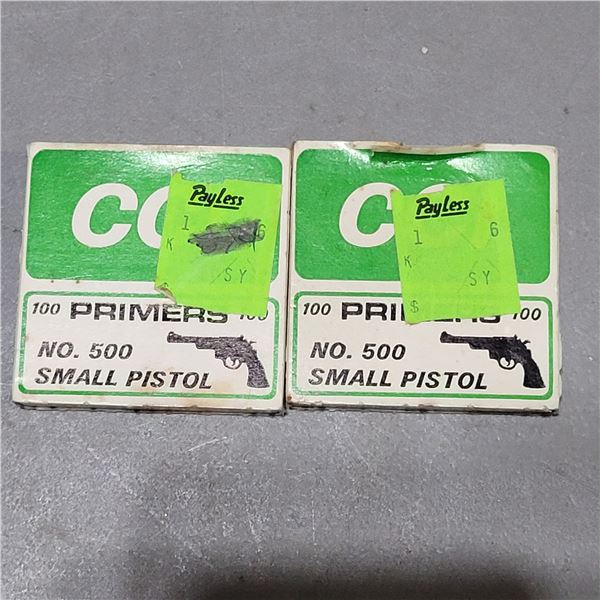 CC
PayLess
1 6
K
SY
100 PRIMERS 100
NO. 500
SMALL PISTOL
CC
PayLess
1 6
K
SY
$
100 PRIMERS 100
NO. 500
SMALL PISTOL